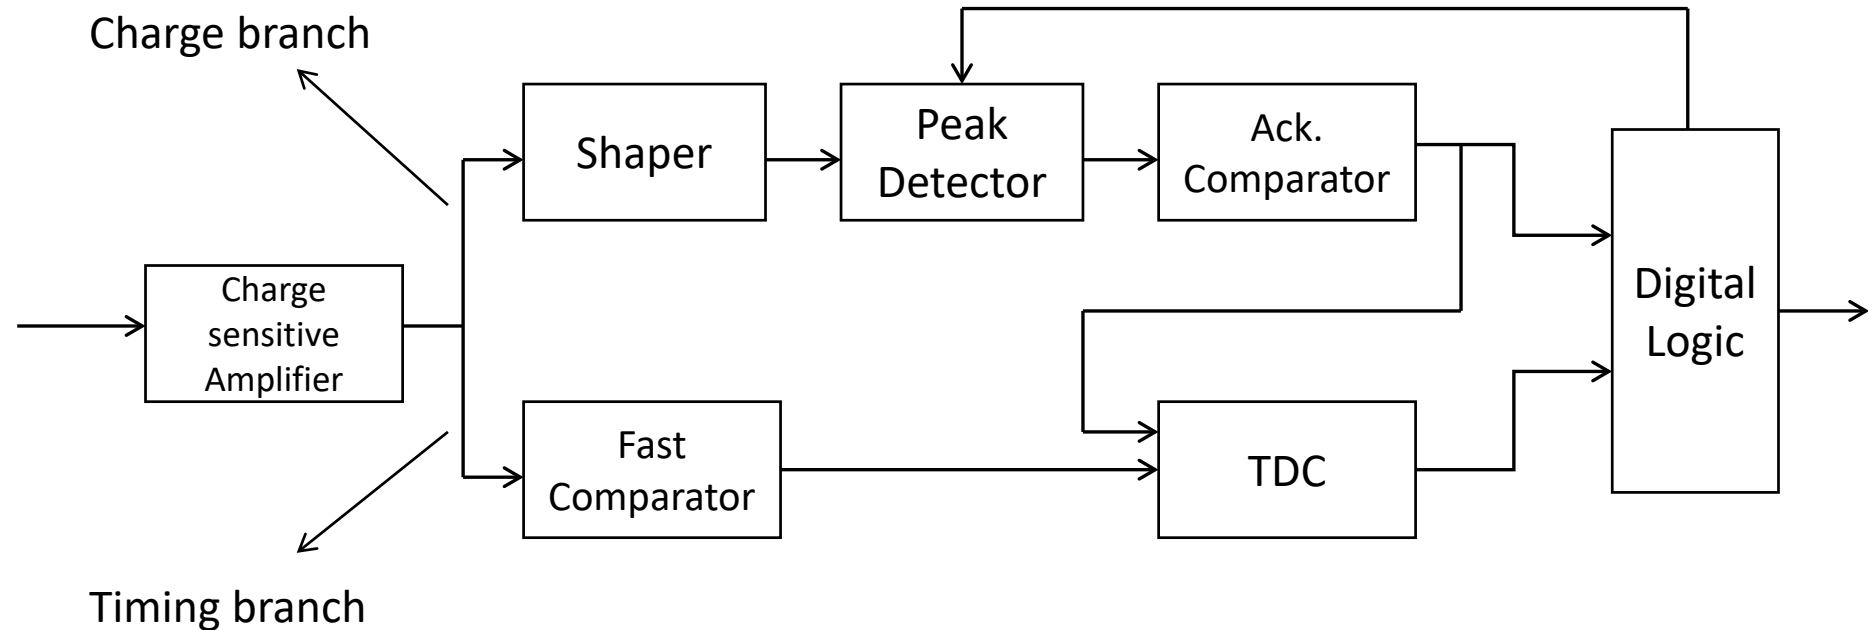 Charge branch
Shaper
Peak
Detector
Ack.
Comparator
Charge
sensitive
Amplifier
Digital
Logic
Fast
Comparator
TDC
Timing branch